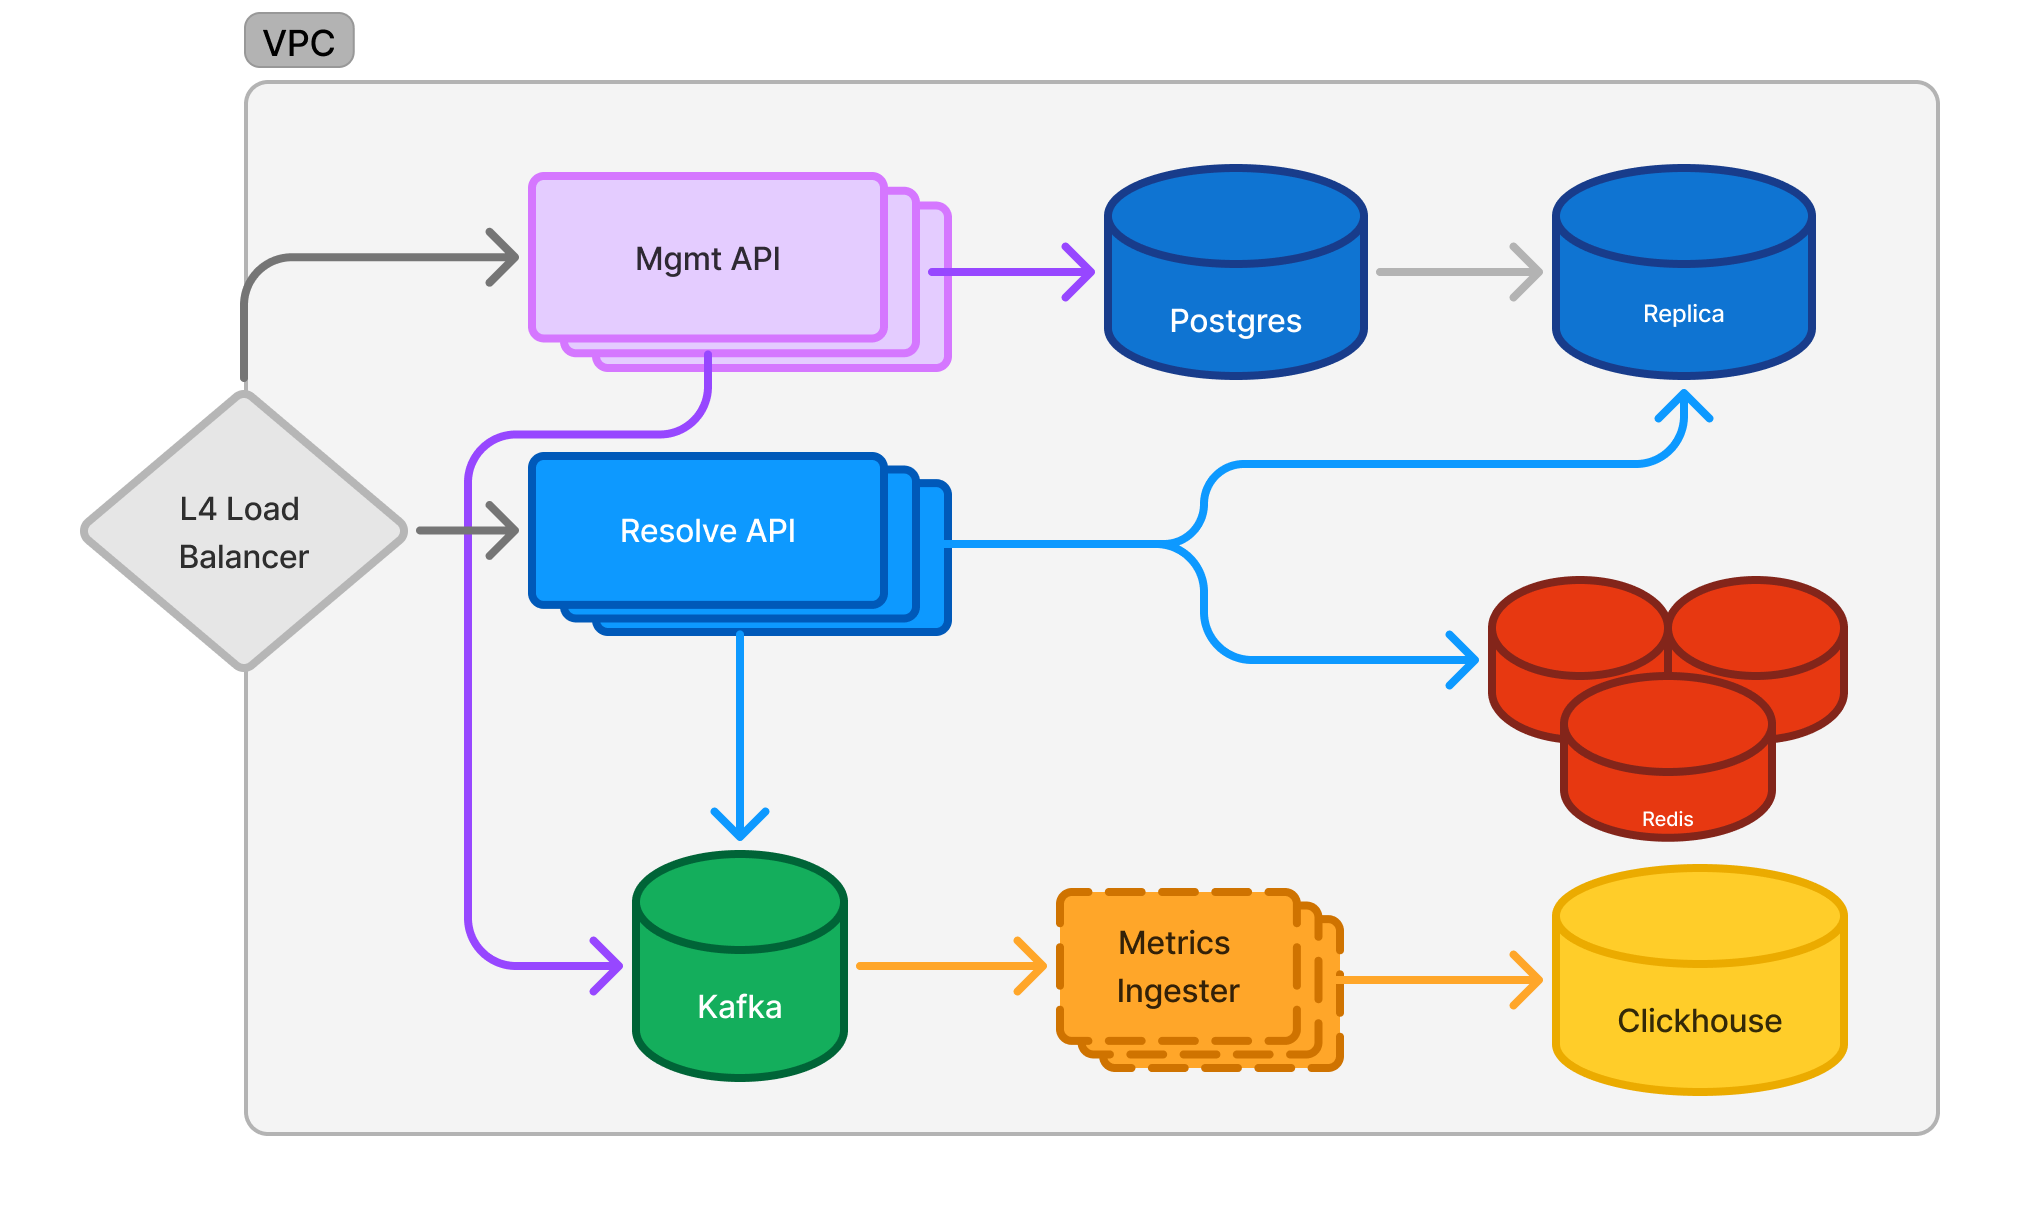 VPC
Mgmt API
Postgres
Replica
L4 Load
Balancer
Resolve API
Redis
Kafka
Metrics
Ingester
Clickhouse